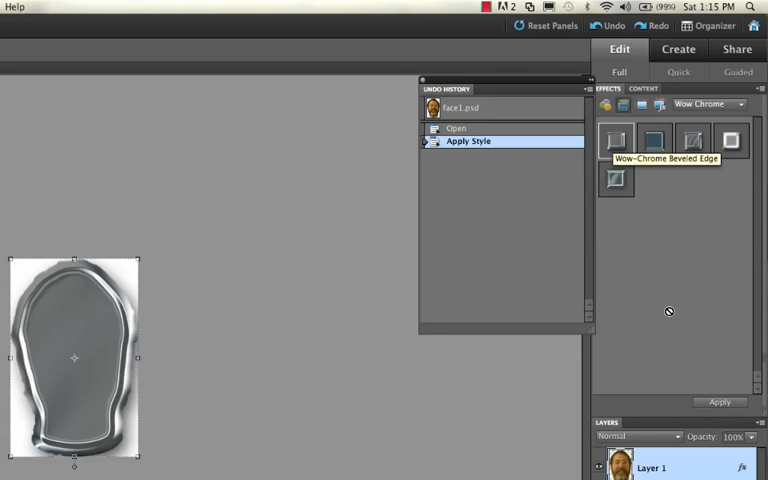 Help
2
(99%)
Sat 1:15 PM
Reset Panels
Undo
Redo
Organizer
Edit
Create
Share
Full
Quick
Guided
UNDO HISTORY
face1.psd
Open
Apply Style
EFFECTS
CONTENT
Wow Chrome
Wow-Chrome Beveled Edge
Apply
LAYERS
Normal
Opacity: 100%
Layer 1
fx